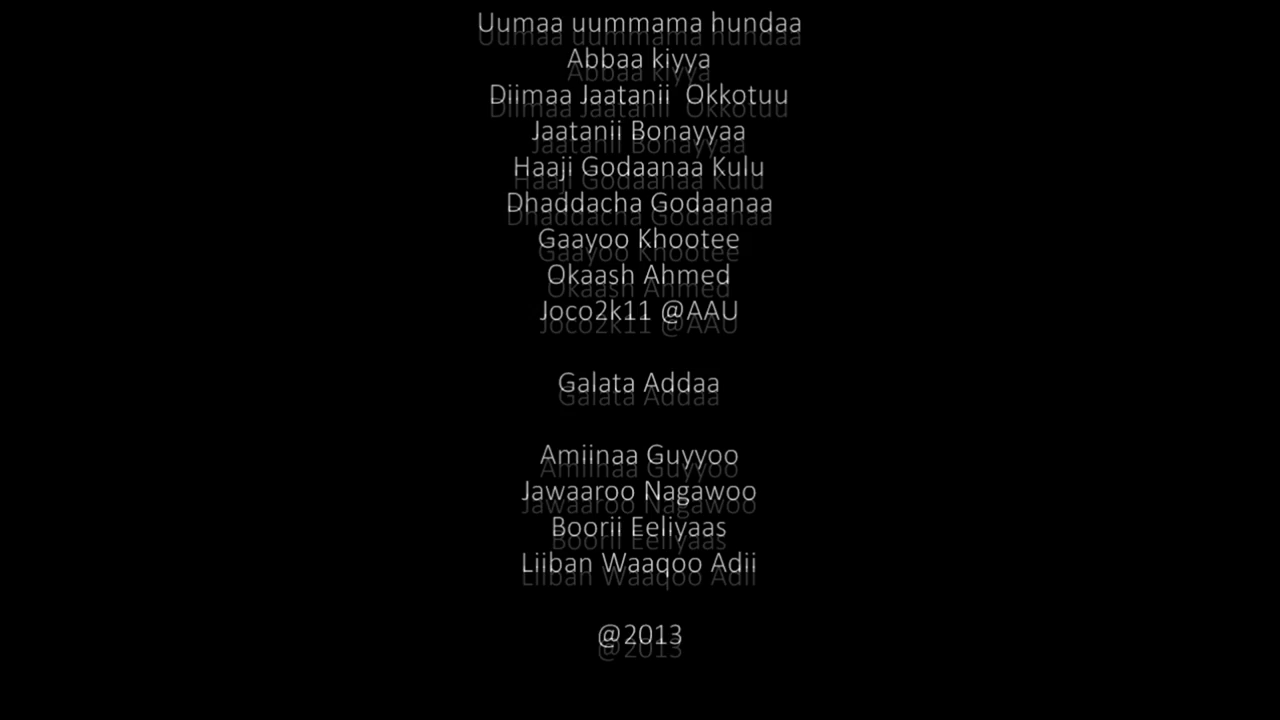 Uumaa uummama hundaa
Abbaa kiyya
Diimaa Jaatanii Okkotuu
Jaatanii Bonayyaa
Haaji Godaanaa Kulu
Dhaddacha Godaanaa
Gaayoo Khootee
Okaash Ahmed
Joco2k11 @AAU
Galata Addaa
Amiinaa Guyyoo
Jawaaroo Nagawoo
Boorii Eeliyaas
Liiban Waaqoo Adii
@2013